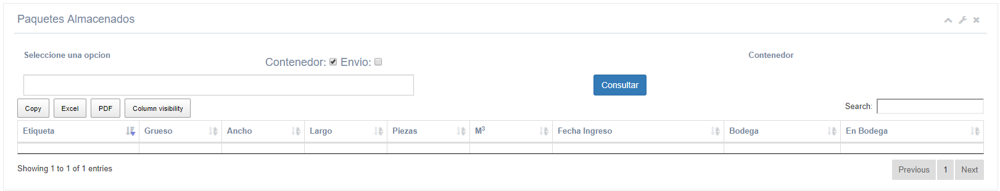 Paquetes Almacenados
Seleccione una opcion
Contenedor: Envio:
Contenedor
Consultar
Copy Excel PDF Column visibility
Search:
Etiqueta Grueso Ancho Largo Piezas M³ Fecha Ingreso Bodega En Bodega
Showing 1 to 1 of 1 entries
Previous 1 Next